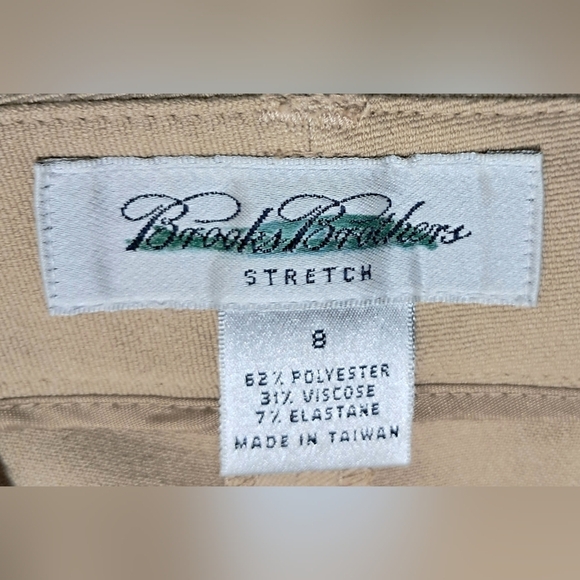 Brooks Brothers
STRETCH
8
62% POLYESTER
31% VISCOSE
7% ELASTANE
MADE IN TAIWAN